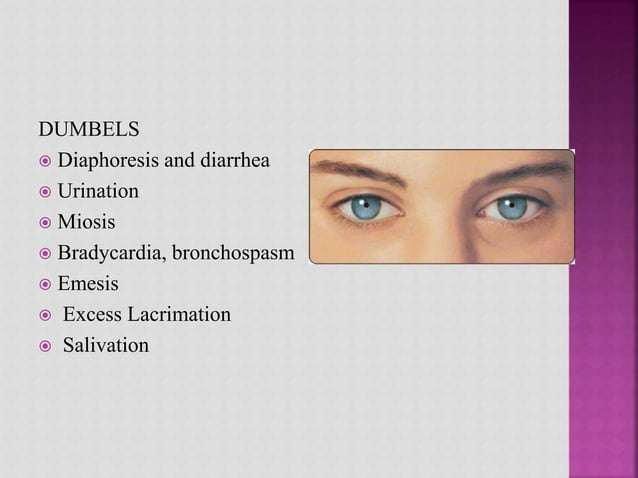 DUMBELS
Diaphoresis and diarrhea
Urination
Miosis
Bradycardia, bronchospasm
Emesis
Excess Lacrimation
Salivation